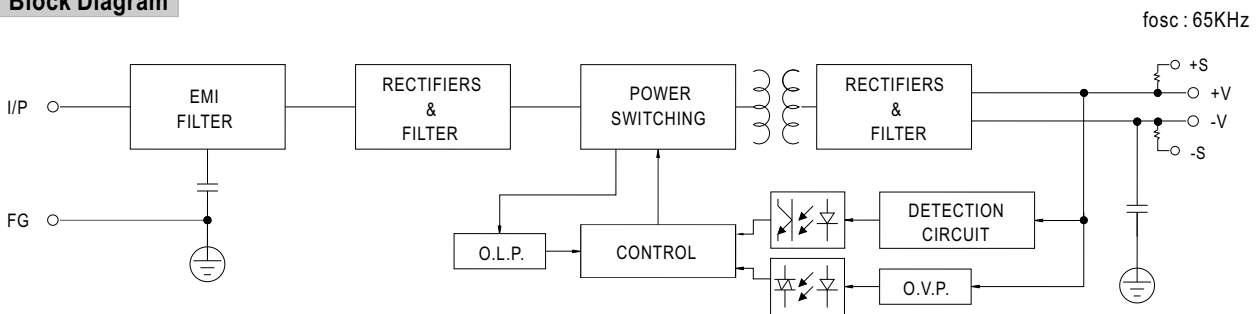 Block Diagram
fosc : 65KHz
I/P
EMI
FILTER
RECTIFIERS
&
FILTER
POWER
SWITCHING
RECTIFIERS
&
FILTER
+S
+V
-V
-S
FG
O.L.P.
CONTROL
DETECTION
CIRCUIT
O.V.P.